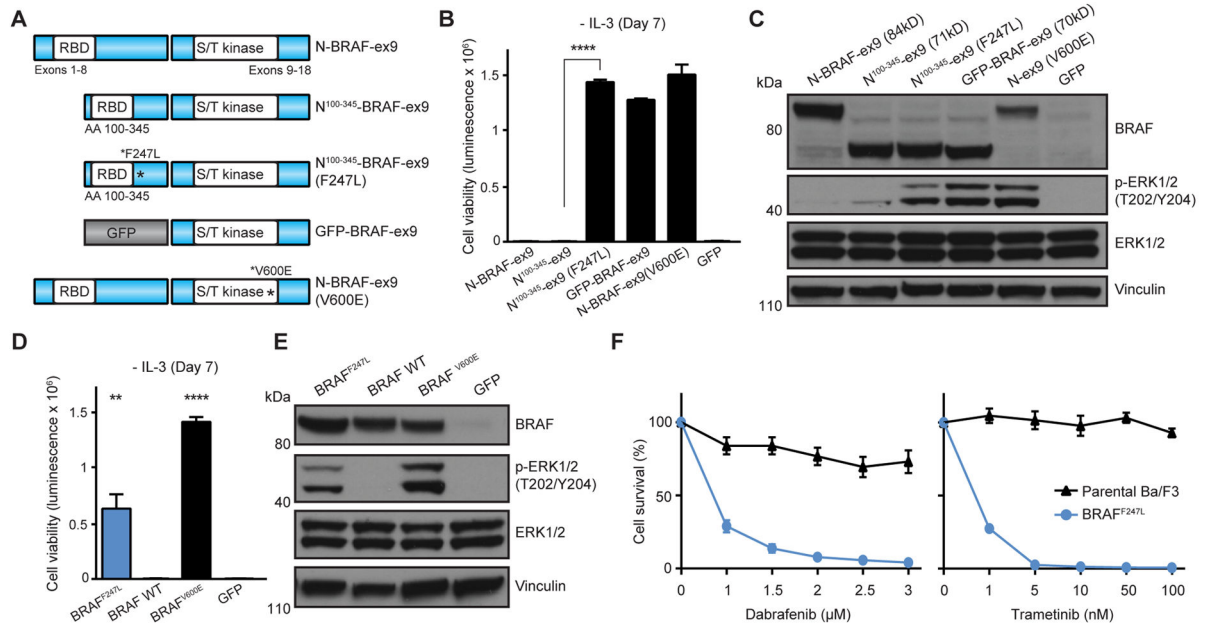 A
RBD
S/T kinase
N-BRAF-ex9
Exons 1-8
Exons 9-18
RBD
S/T kinase
N100-345-BRAF-ex9
AA 100-345
*F247L
RBD
*
S/T kinase
N100-345-BRAF-ex9
(F247L)
AA 100-345
GFP
S/T kinase
GFP-BRAF-ex9
*V600E
RBD
S/T kinase *
N-BRAF-ex9
(V600E)
B
- IL-3 (Day 7)
****
Cell viability (luminescence x 10⁶)
1.5
1
0.5
0
N-BRAF-ex9
N100-345-ex9
N100-345-ex9 (F247L)
GFP-BRAF-ex9
N-BRAF-ex9(V600E)
GFP
C
N-BRAF-ex9 (84kD)
N100-345-ex9 (71kD)
N100-345-ex9 (F247L)
GFP-BRAF-ex9 (70kD)
N-ex9 (V600E)
GFP
kDa
80
BRAF
40
p-ERK1/2
(T202/Y204)
ERK1/2
110
Vinculin
D
- IL-3 (Day 7)
**
****
Cell viability (luminescence x 10⁶)
1.5
1
0.5
0
BRAFF247L
BRAF WT
BRAFV600E
GFP
E
BRAFF247L
BRAF WT
BRAF V600E
GFP
kDa
80
BRAF
40
p-ERK1/2
(T202/Y204)
ERK1/2
110
Vinculin
F
Cell survival (%)
100
50
0
0
1
1.5
2
2.5
3
Dabrafenib (µM)
0
1
5
10
50
100
Trametinib (nM)
Parental Ba/F3
BRAFF247L